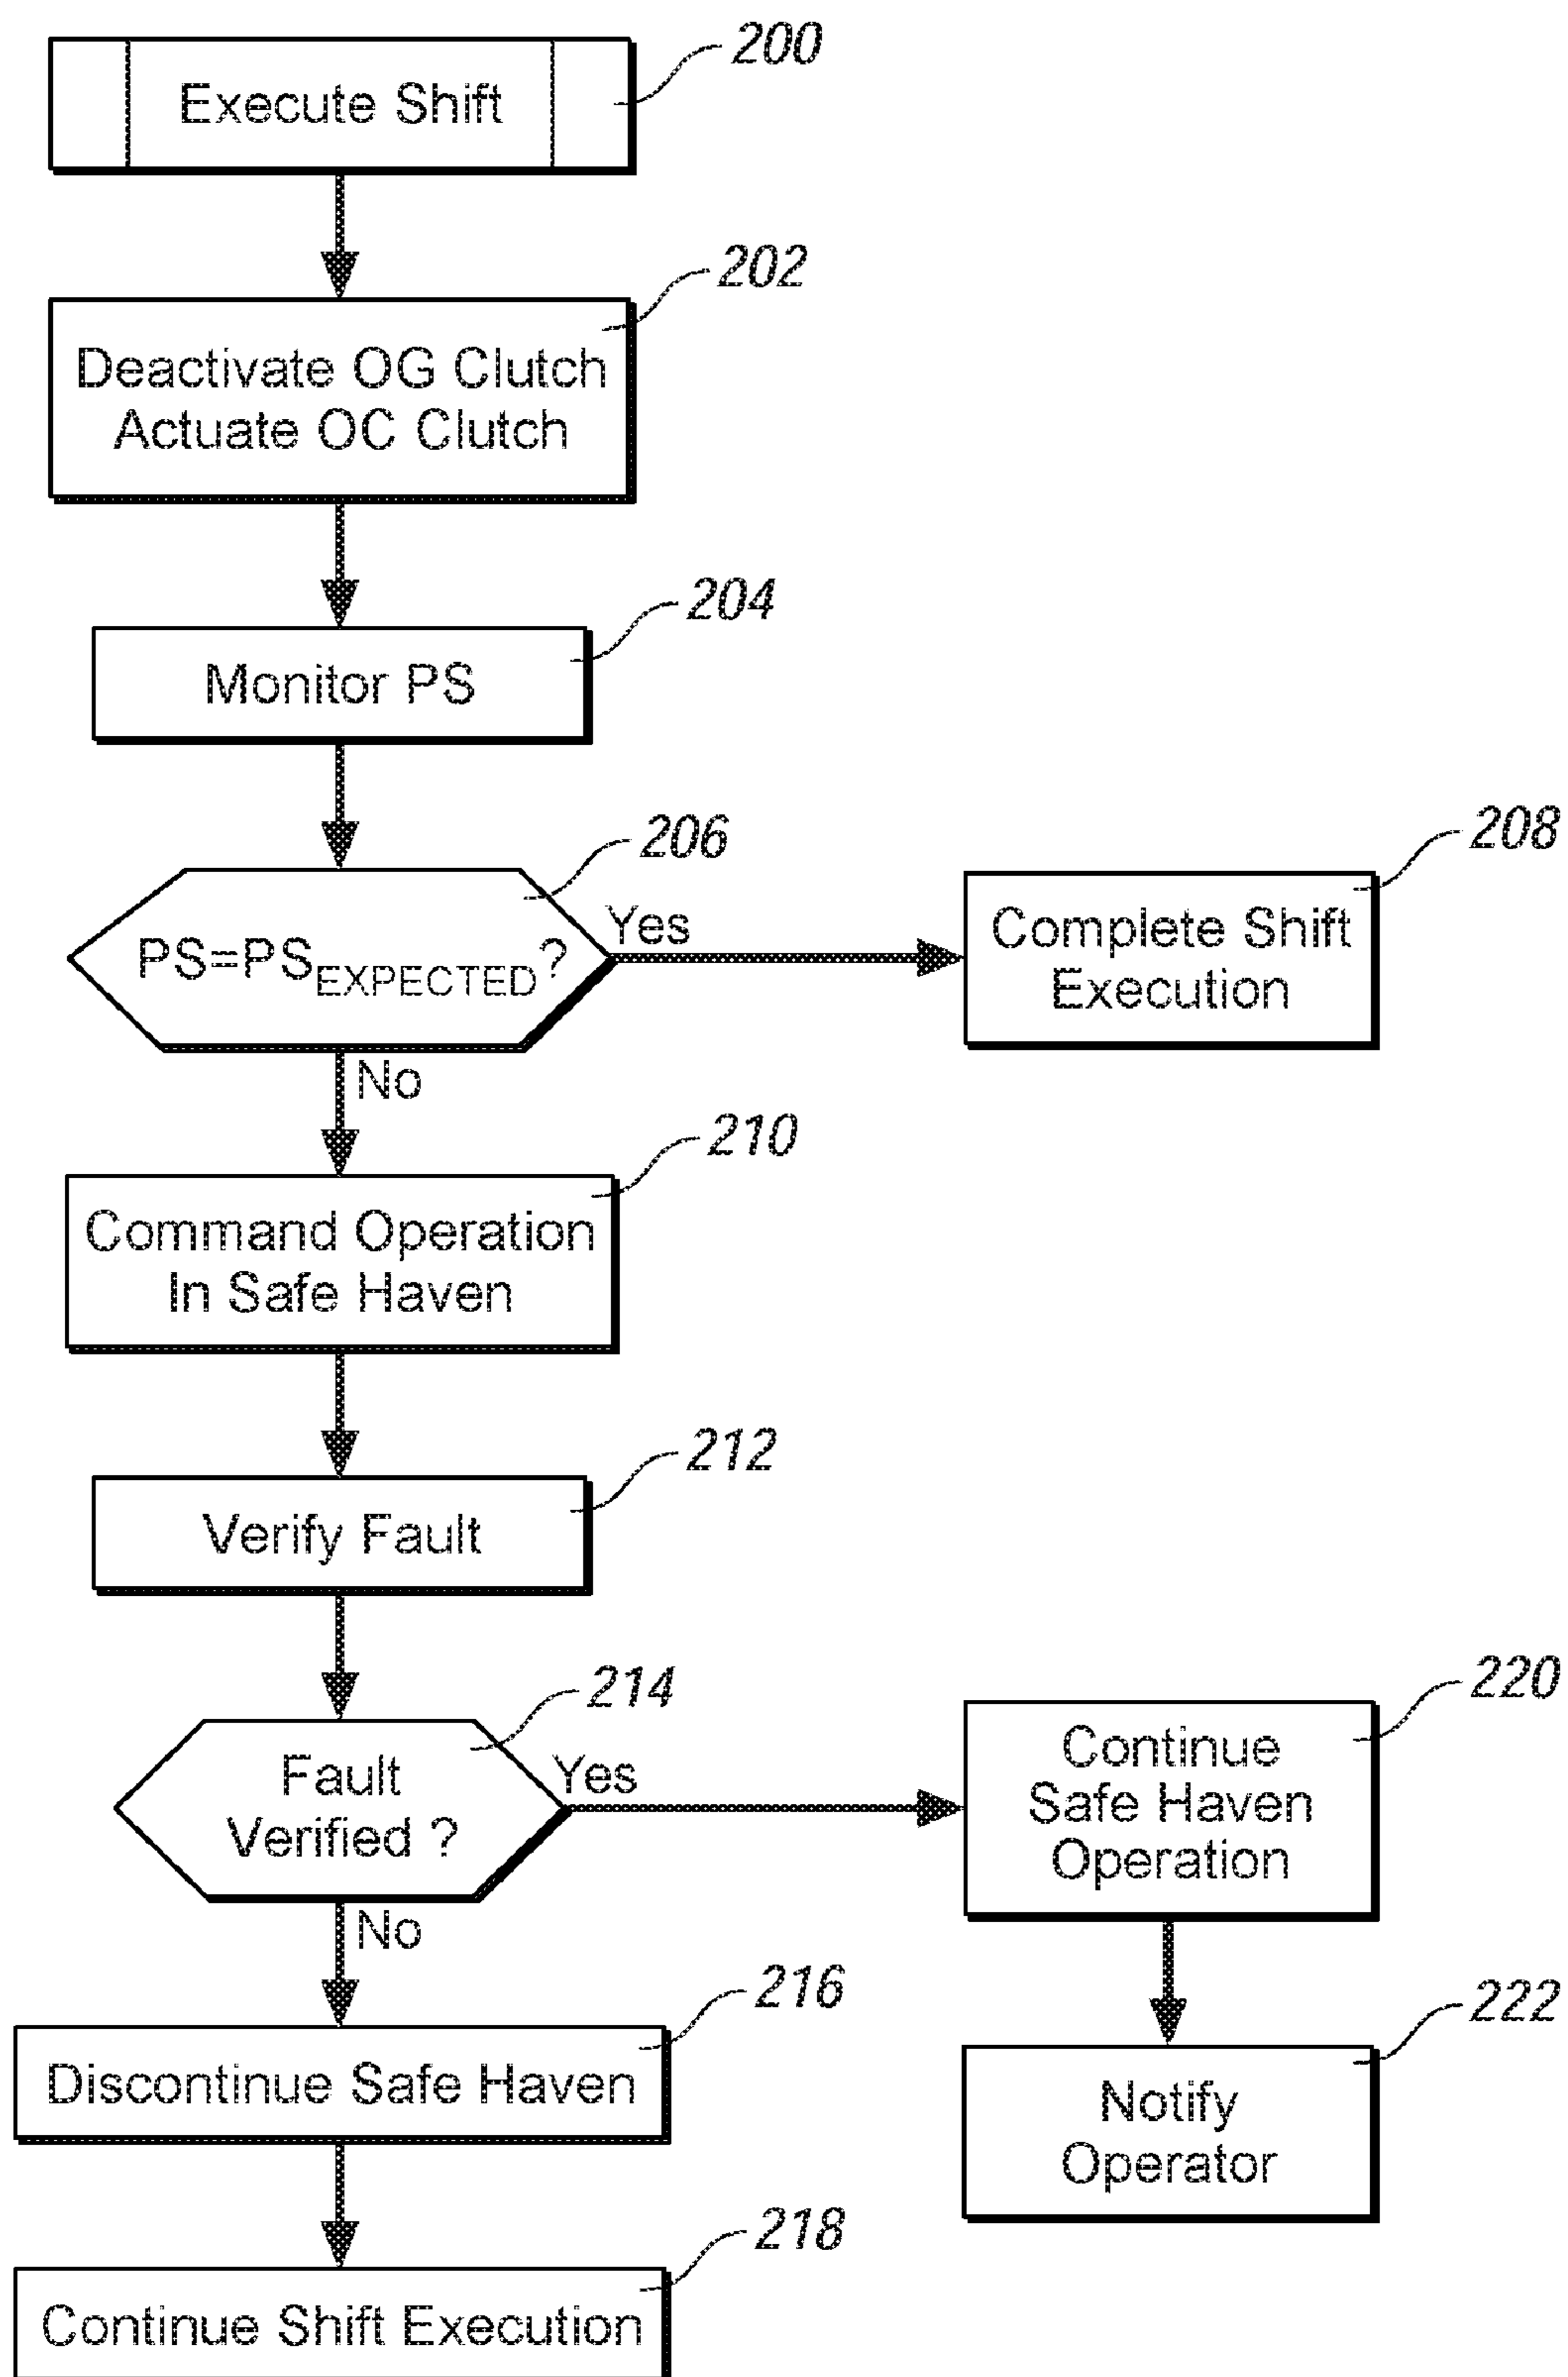 200
Execute Shift
202
Deactivate OG Clutch
Actuate OC Clutch
204
Monitor PS
206
PS=PS_EXPECTED?
Yes
208
Complete Shift
Execution
No
210
Command Operation
In Safe Haven
212
Verify Fault
214
Fault
Verified ?
Yes
220
Continue
Safe Haven
Operation
No
216
Discontinue Safe Haven
222
Notify
Operator
218
Continue Shift Execution